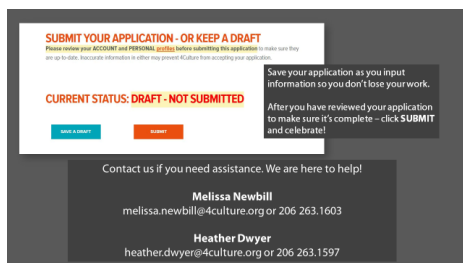 SUBMIT YOUR APPLICATION - OR KEEP A DRAFT
Please review your ACCOUNT and PERSONAL profiles before submitting this application to make sure they
are up-to-date. Inaccurate information in either may prevent 4Culture from accepting your application.
Save your application as you input
information so you don't lose your work.
CURRENT STATUS: DRAFT - NOT SUBMITTED
After you have reviewed your application
to make sure it's complete – click SUBMIT
and celebrate!
SAVE A DRAFT
SUBMIT
Contact us if you need assistance. We are here to help!
Melissa Newbill
melissa.newbill@4culture.org or 206 263.1603
Heather Dwyer
heather.dwyer@4culture.org or 206 263.1597